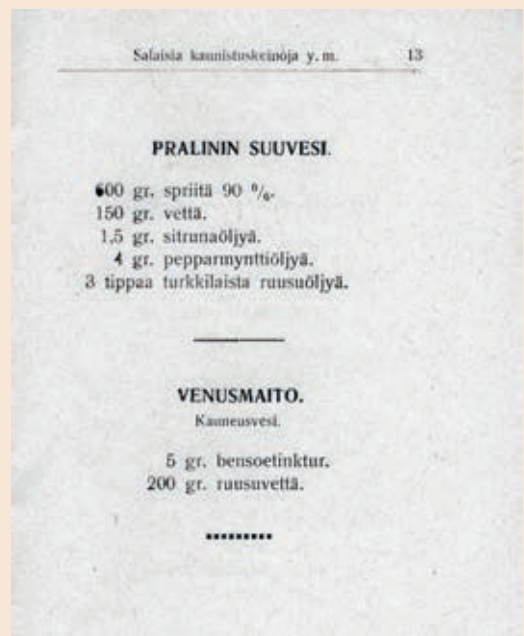 Salaisia kaunistuskeinoja y. m. 13
PRALININ SUUVESI.
600 gr. spriitä 90 %.
150 gr. vettä.
1,5 gr. sitrunaöljyä.
4 gr. pepparmynttiöljyä.
3 tippaa turkkilaista ruusuöljyä.
VENUSMAITO.
Kauneusvesi.
5 gr. bensoetinktur.
200 gr. ruusuvettä.